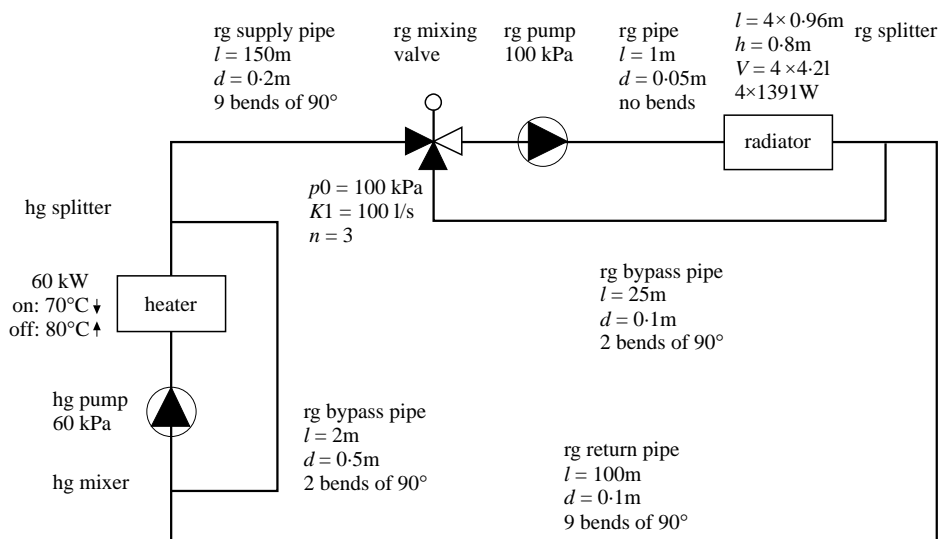 rg supply pipe
l = 150m
d = 0·2m
9 bends of 90°
rg mixing
valve
rg pump
100 kPa
rg pipe
l = 1m
d = 0·05m
no bends
l = 4× 0·96m
h = 0·8m
V = 4 ×4·2l
4×1391W
rg splitter
radiator
p0 = 100 kPa
K1 = 100 l/s
n = 3
hg splitter
60 kW
on: 70°C
off: 80°C
heater
rg bypass pipe
l = 25m
d = 0·1m
2 bends of 90°
hg pump
60 kPa
hg mixer
rg bypass pipe
l = 2m
d = 0·5m
2 bends of 90°
rg return pipe
l = 100m
d = 0·1m
9 bends of 90°